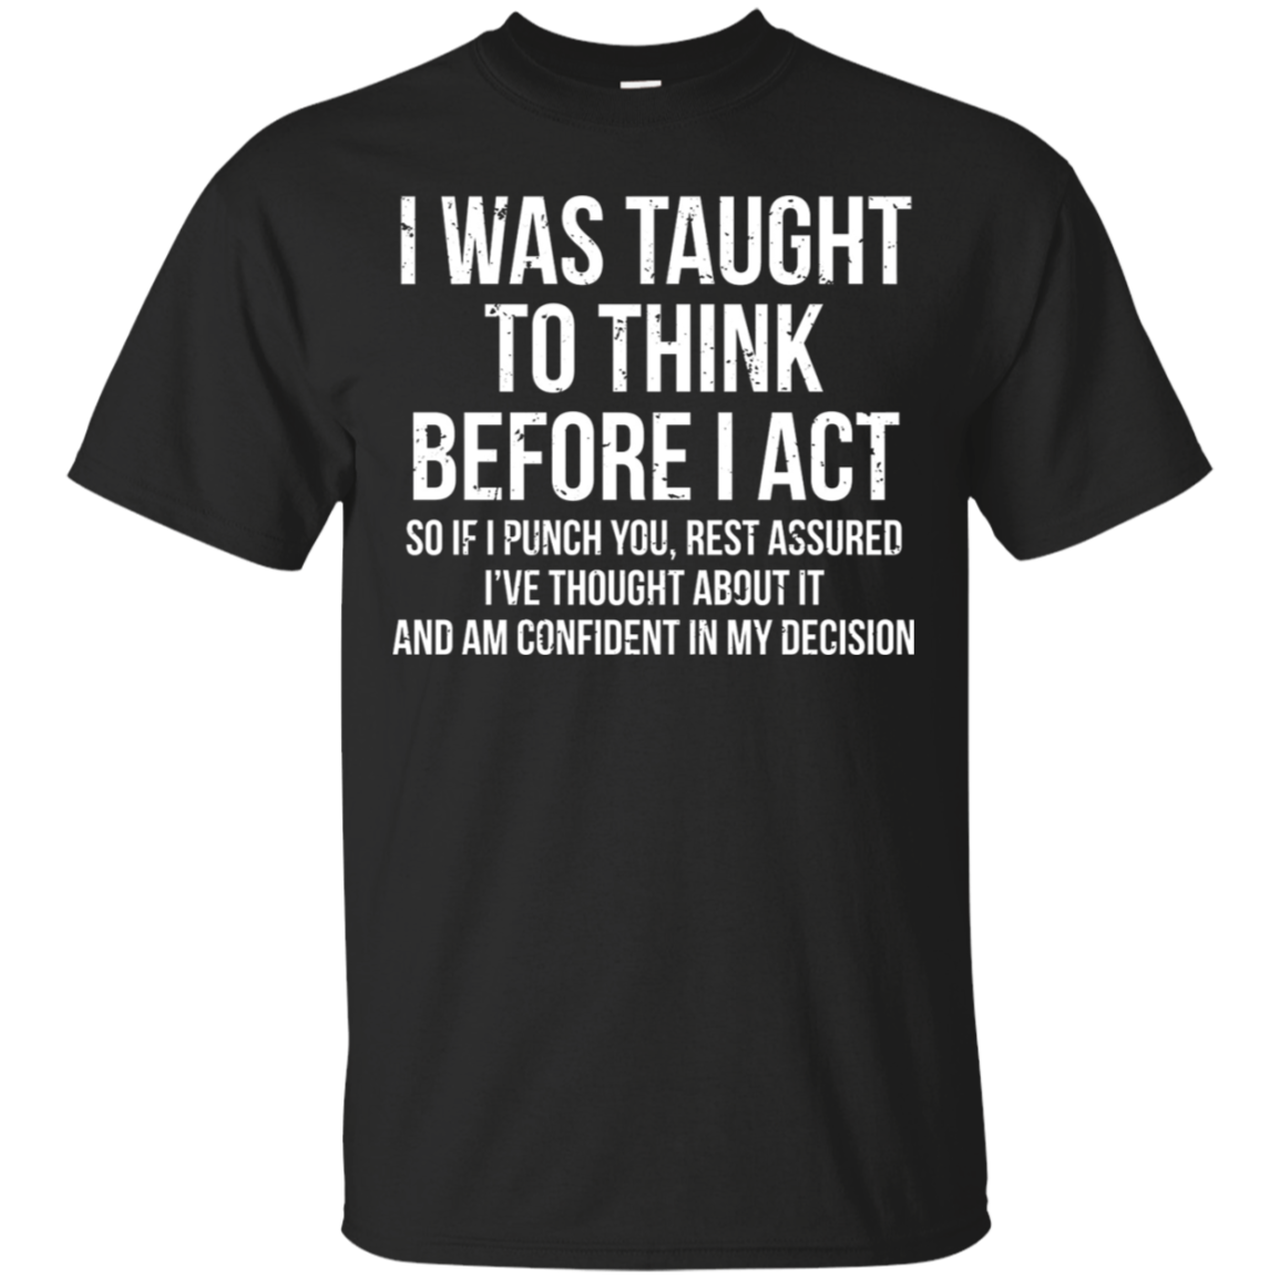 I WAS TAUGHT
TO THINK
BEFORE I ACT
SO IF I PUNCH YOU, REST ASSURED
I'VE THOUGHT ABOUT IT
AND AM CONFIDENT IN MY DECISION